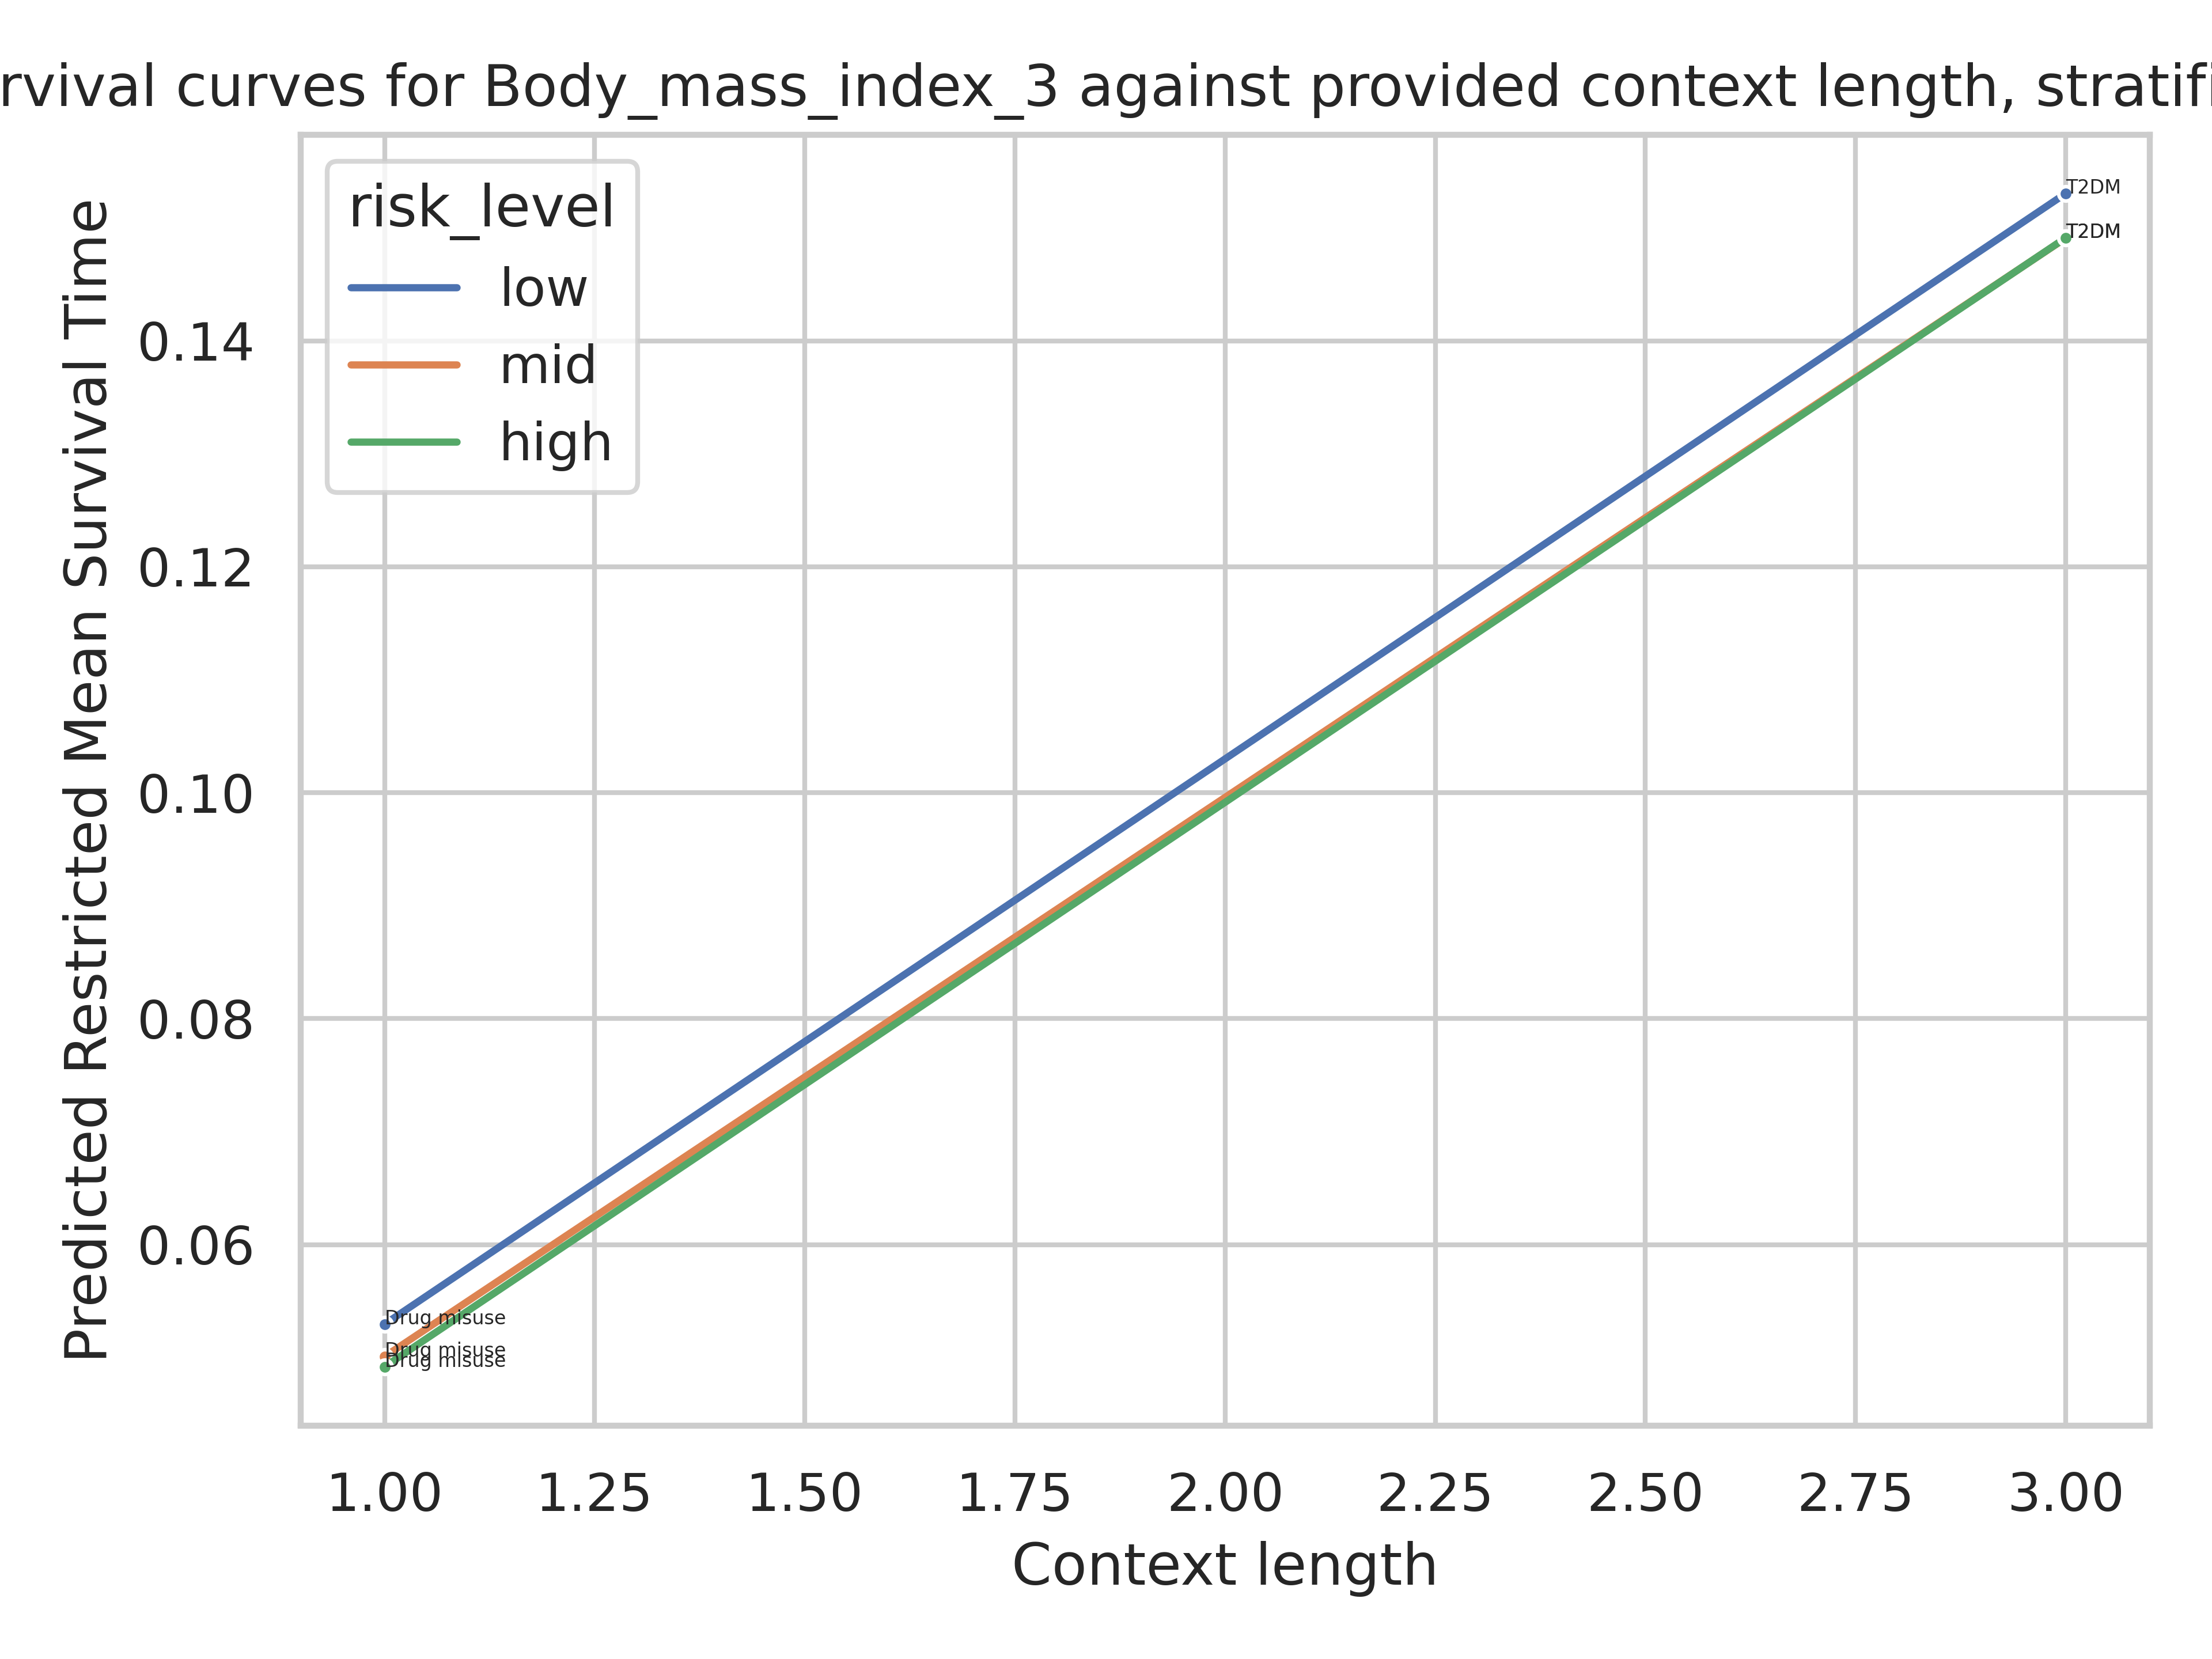 rvival curves for Body_mass_index_3 against provided context length, stratifi
risk_level
low
mid
high
Predicted Restricted Mean Survival Time
0.14
0.12
0.10
0.08
0.06
T2DM
T2DM
Drug misuse
Drug misuse
Drug misuse
1.00 1.25 1.50 1.75 2.00 2.25 2.50 2.75 3.00
Context length